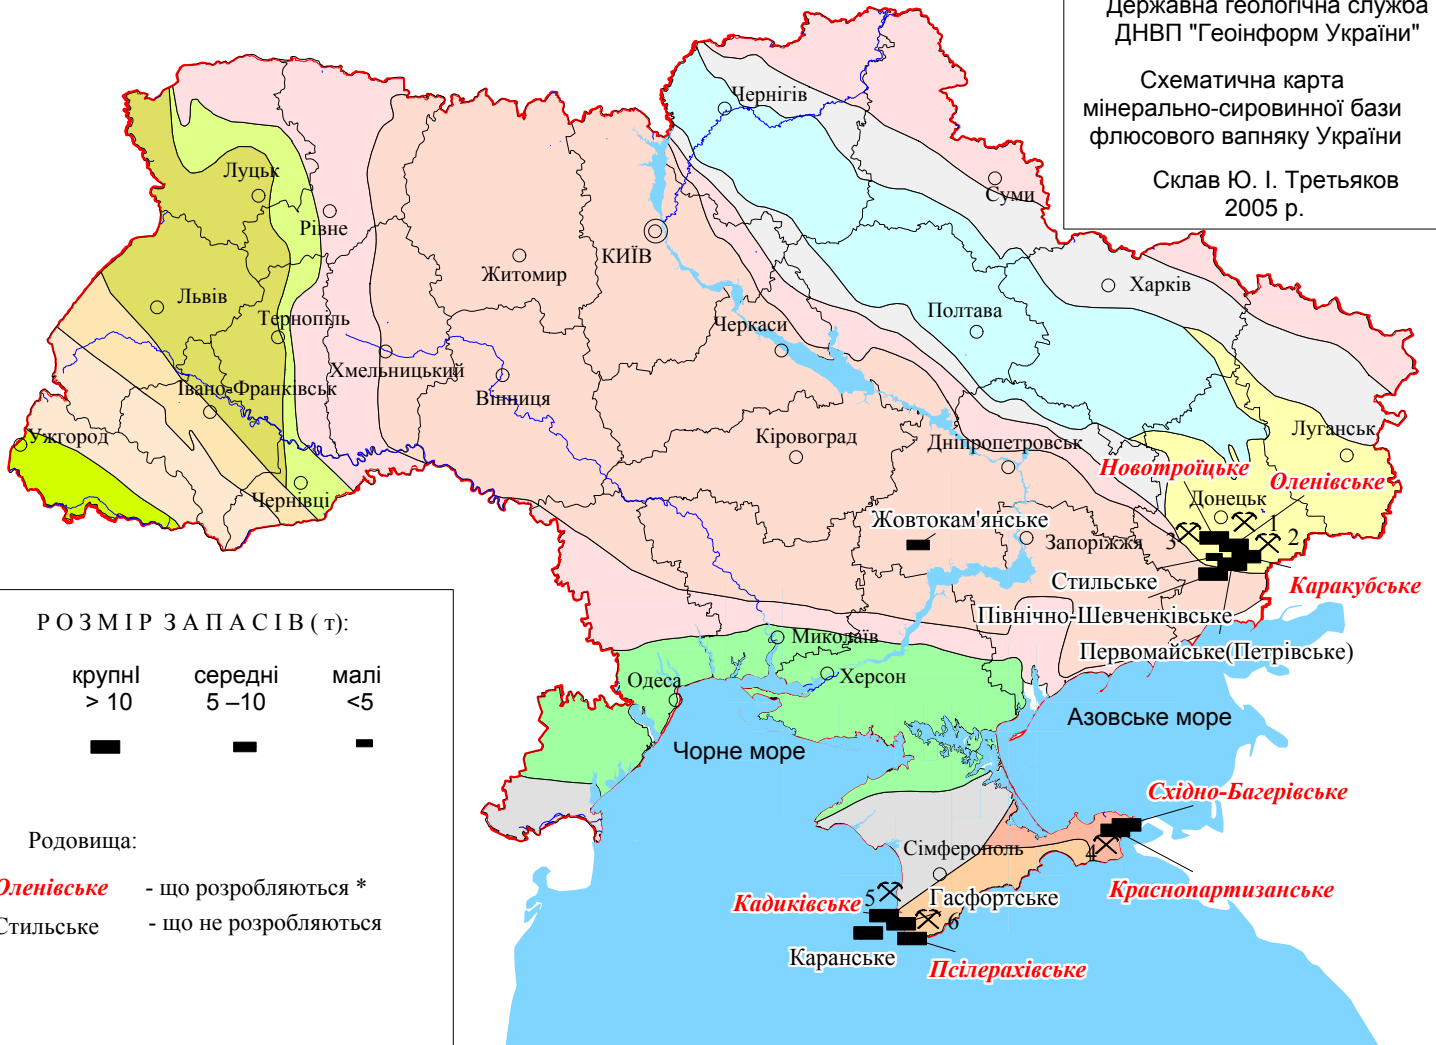 Державна геологічна служба
ДНВП "Геоінформ України"
Схематична карта
мінерально-сировинної бази
флюсового вапняку України
Склав Ю. І. Третьяков
2005 р.
Чернігів
Суми
Луцьк
Рівне
Житомир
КИЇВ
Харків
Львів
Тернопіль
Полтава
Черкаси
Хмельницький
Івано-Франківськ
Вінниця
Ужгород
Кіровоград
Дніпропетровськ
Луганськ
Новотроїцьке
Оленівське
Чернівці
Донецьк
Жовтокам'янське
1
Запоріжжя
3
2
Стильське
Каракубське
Північно-Шевченківське
Первомайське(Петрівське)
Миколаїв
Херсон
Одеса
Азовське море
Чорне море
Східно-Багерівське
Сімферополь
4
Краснопартизанське
5
Гасфортське
Кадиківське
6
Каранське
Псілерахівське
РОЗМІР ЗАПАСІВ (т):
крупнІ середні малі
> 10 5 –10 <5
Родовища:
Оленівське - що розробляються *
Стильське - що не розробляються